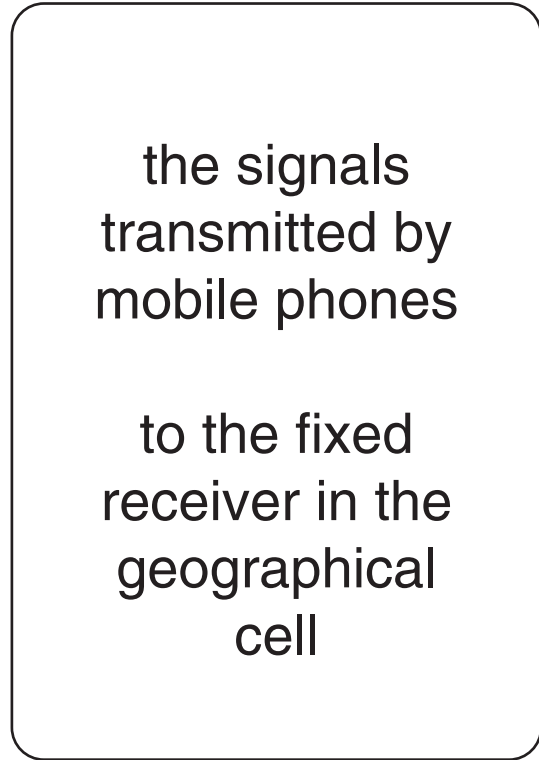 the signals
transmitted by
mobile phones
to the fixed
receiver in the
geographical
cell